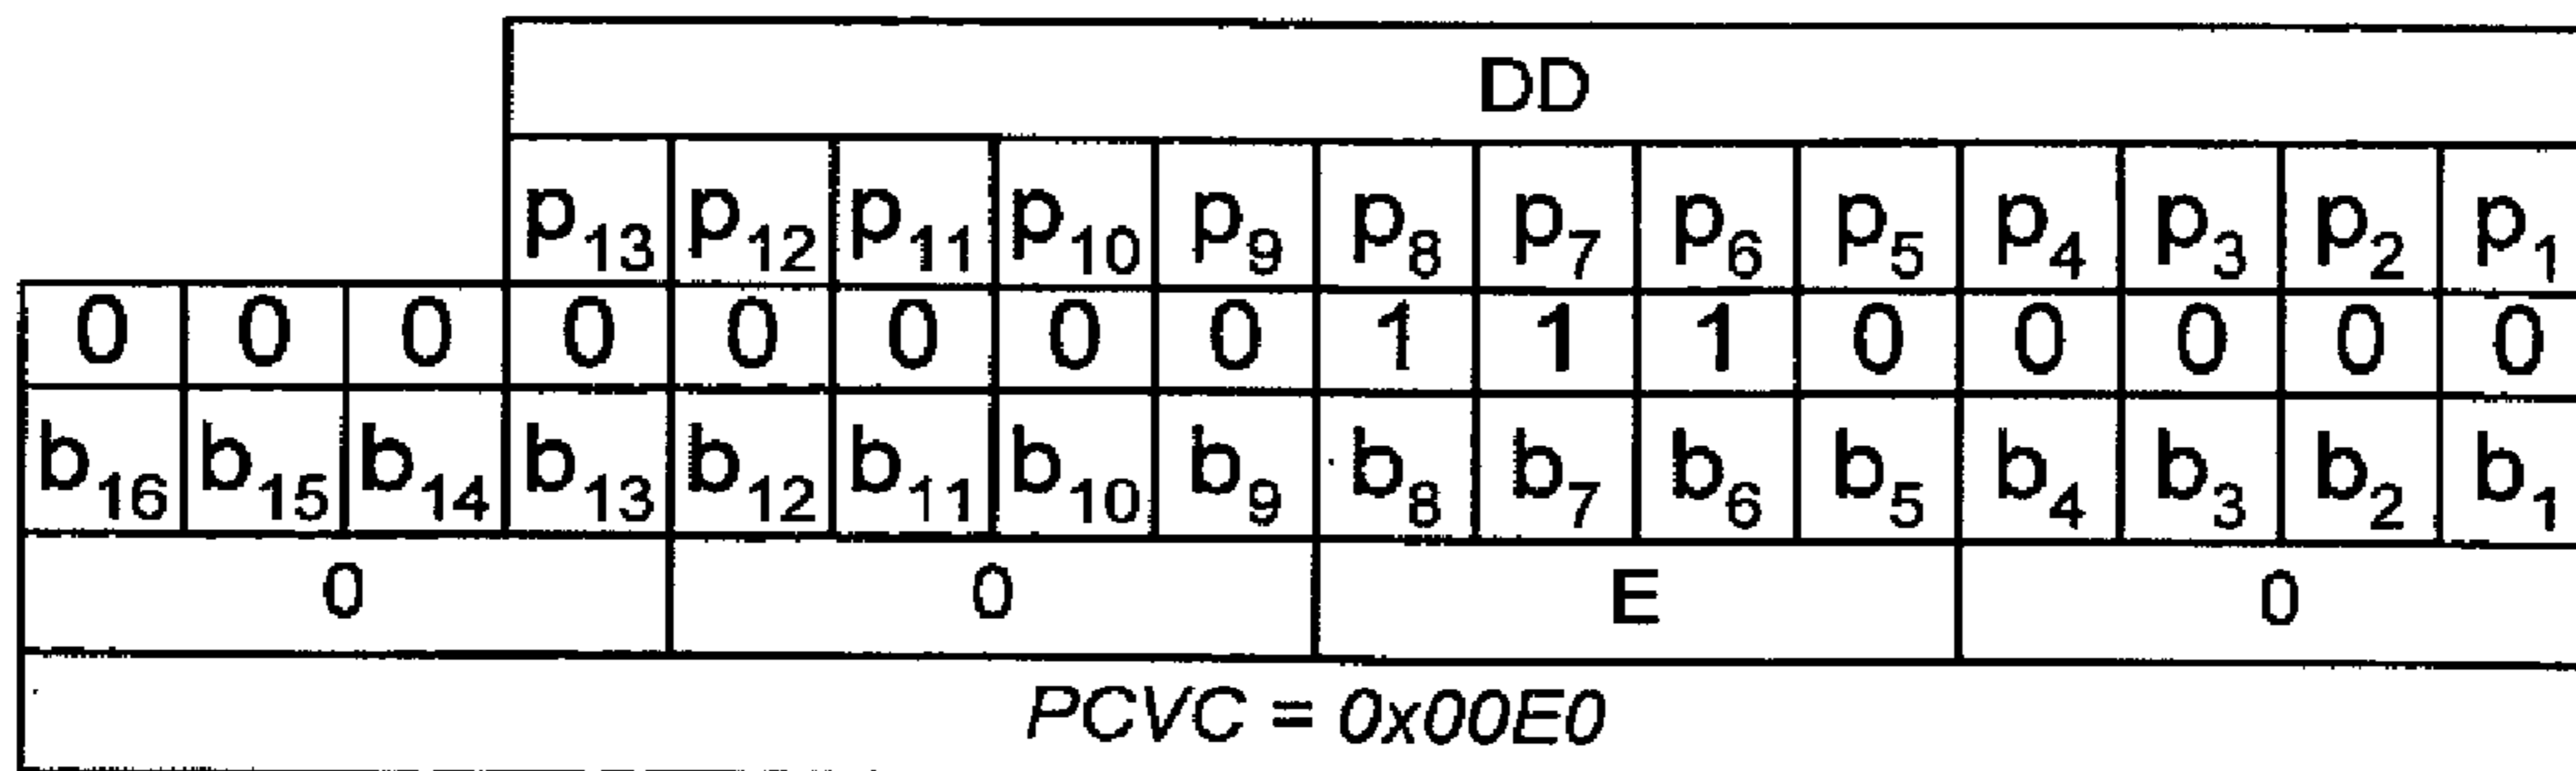 DD
p₁₃ p₁₂ p₁₁ p₁₀ p₉ p₈ p₇ p₆ p₅ p₄ p₃ p₂ p₁
0 0 0 0 0 0 0 0 1 1 1 0 0 0 0 0
b₁₆ b₁₅ b₁₄ b₁₃ b₁₂ b₁₁ b₁₀ b₉ b₈ b₇ b₆ b₅ b₄ b₃ b₂ b₁
0 0 E 0
PCVC = 0x00E0